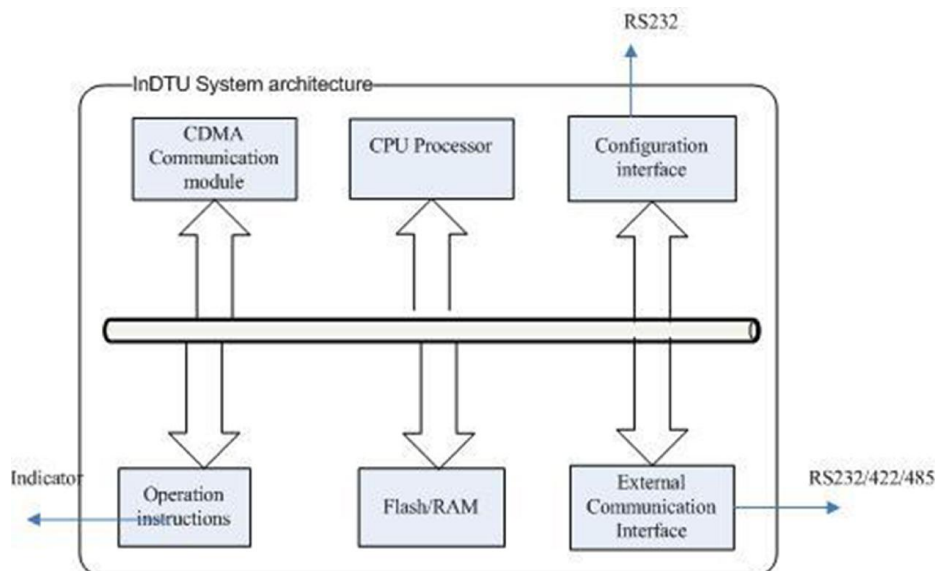 RS232
InDTU System architecture
CDMA
Communication
module
CPU Processor
Configuration
interface
Indicator
Operation
instructions
Flash/RAM
External
Communication
Interface
RS232/422/485